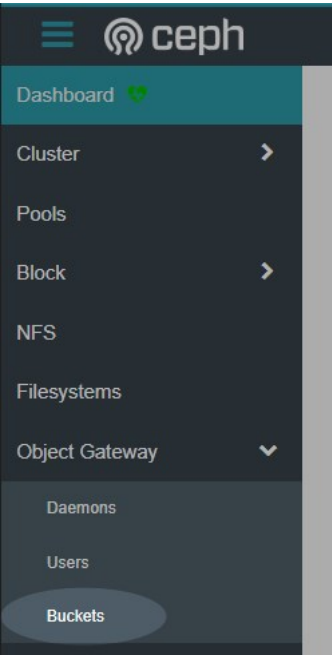 ceph
Dashboard
Cluster
Pools
Block
NFS
Filesystems
Object Gateway
Daemons
Users
Buckets